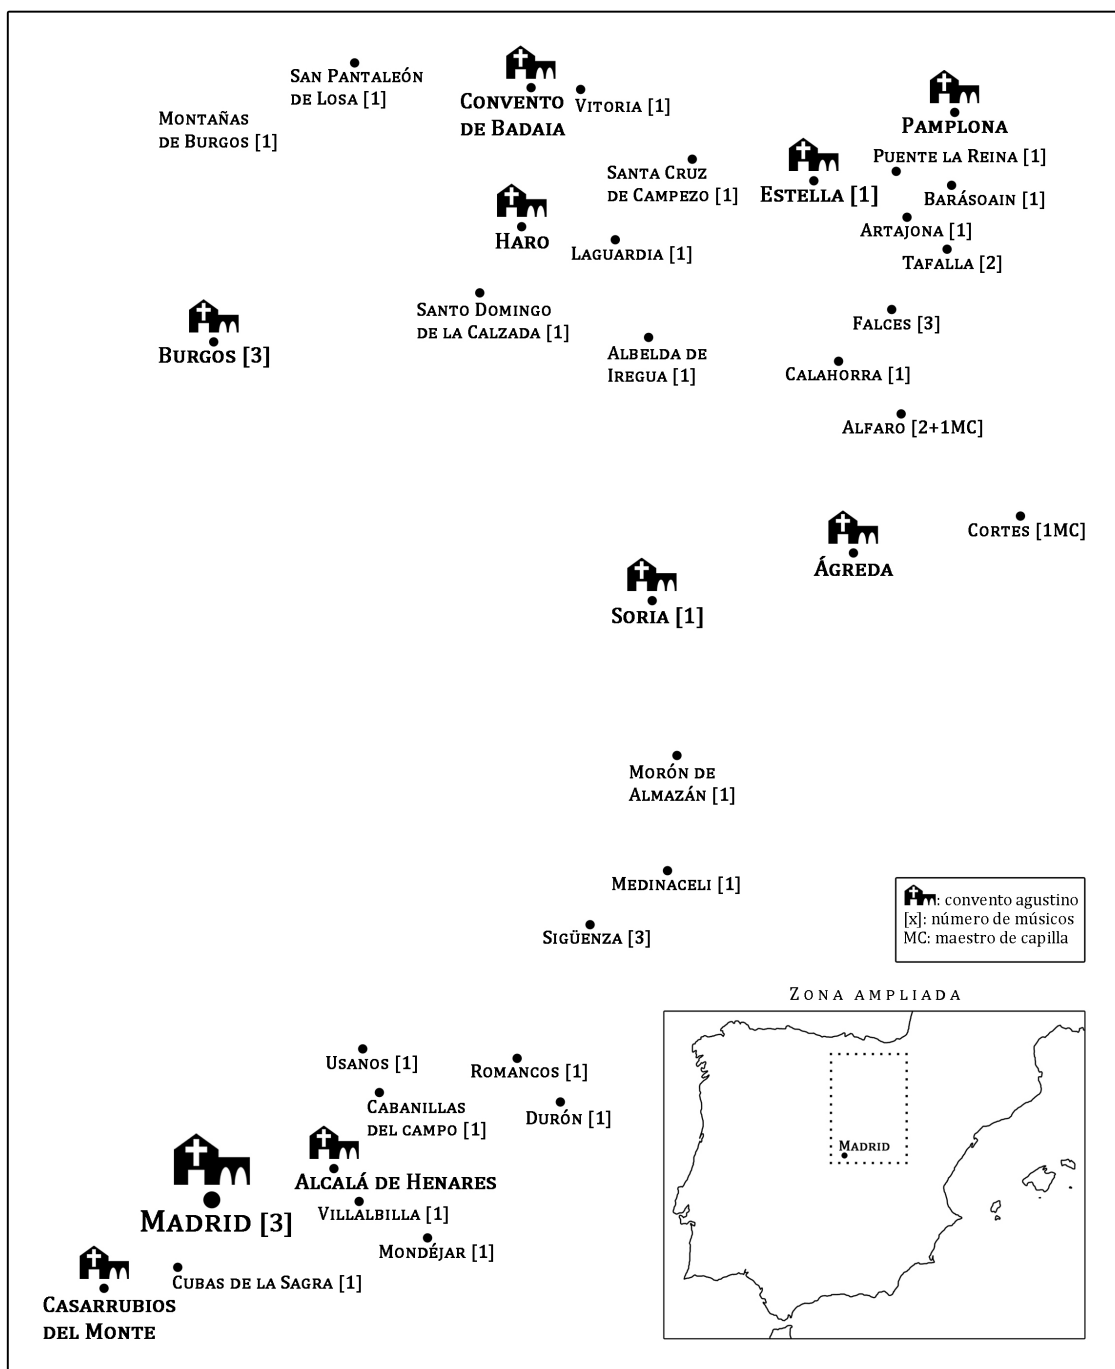 San Pantaleón
de Losa [1]
Montañas
de Burgos [1]
Convento
de Badaia
Vitoria [1]
Pamplona
Puente la Reina [1]
Santa Cruz
de Campezo [1]
Estella [1]
Barásoain [1]
Artajona [1]
Tafalla [2]
Haro
Laguardia [1]
Santo Domingo
de la Calzada [1]
Falces [3]
Burgos [3]
Albelda de
Iregua [1]
Calahorra [1]
Alfaro [2+1MC]
Cortes [1MC]
Ágreda
Soria [1]
Morón de
Almazán [1]
Medinaceli [1]
Sigüenza [3]
: convento agustino
[x]: número de músicos
MC: maestro de capilla
Zona ampliada
Madrid
Usanos [1]
Romancos [1]
Cabanillas
del campo [1]
Durón [1]
Alcalá de Henares
Villalbilla [1]
Madrid [3]
Mondéjar [1]
Cubas de la Sagra [1]
Casarrubios
del Monte